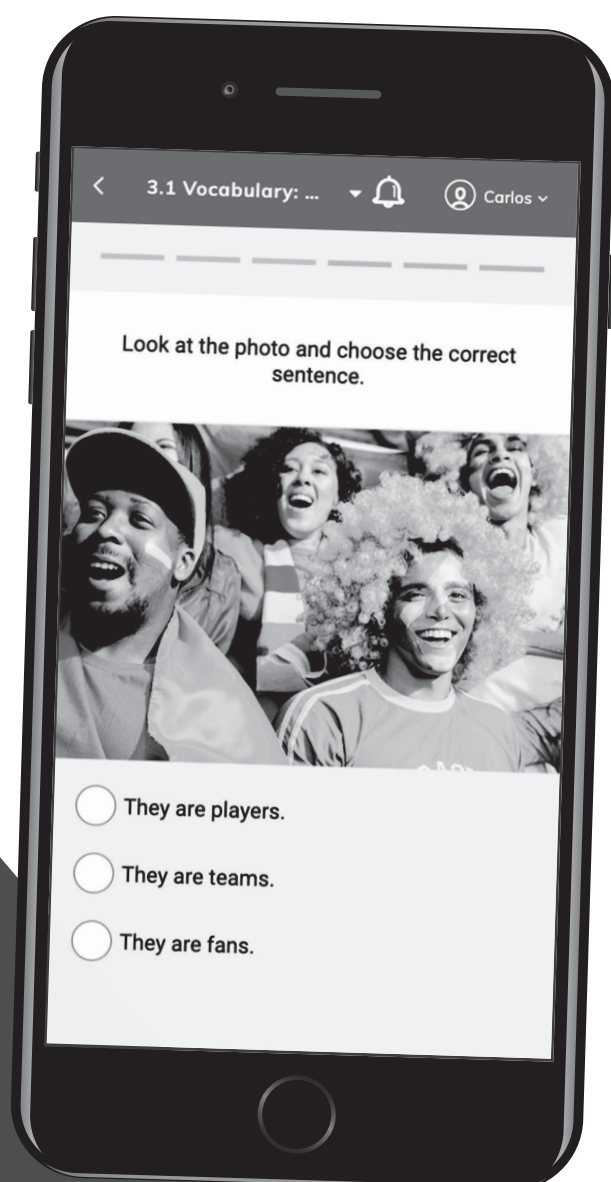 3.1 Vocabulary: ...
Carlos
Look at the photo and choose the correct
sentence.
They are players.
They are teams.
They are fans.